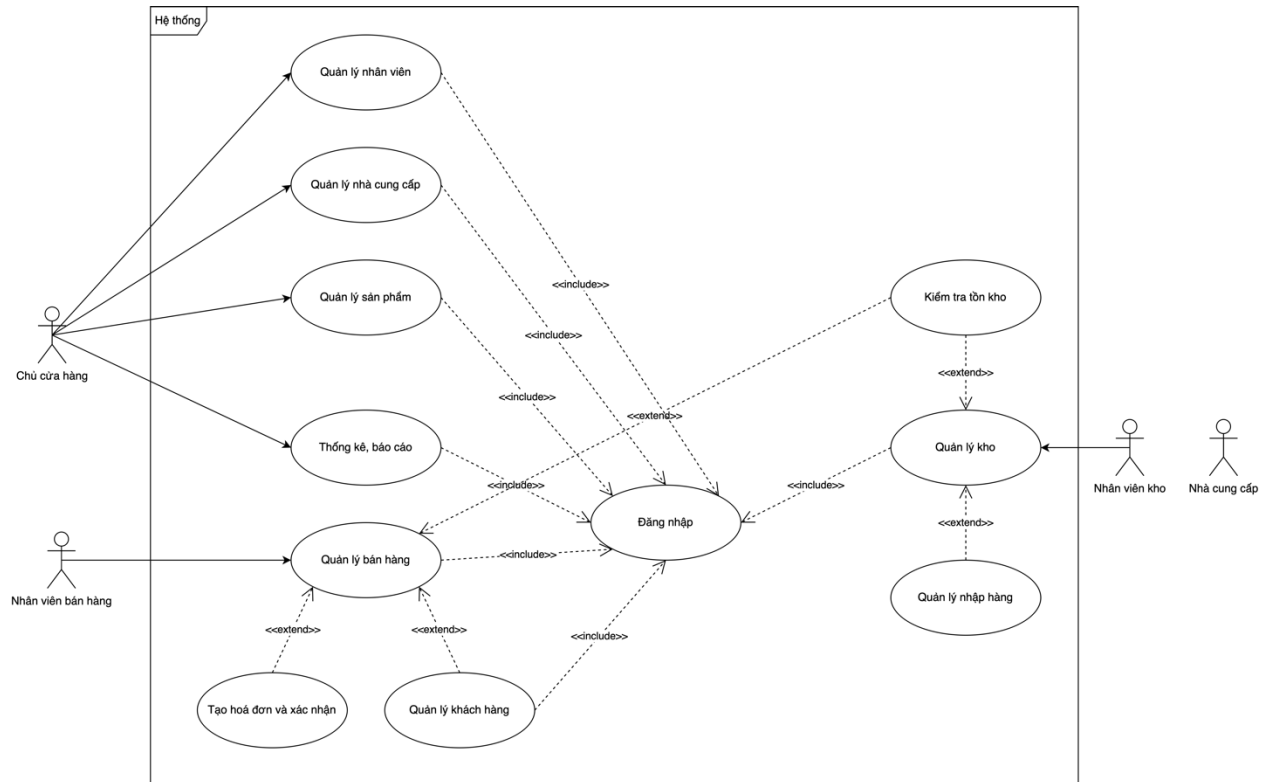 Hệ thống
Quản lý nhân viên
Quản lý nhà cung cấp
<<include>>
Quản lý sản phẩm
Kiểm tra tồn kho
<<include>>
Chủ cửa hàng
<<extend>>
<<include>>
<<extend>>
Thống kê, báo cáo
Quản lý kho
<<include>>
<<include>>
Nhân viên kho
Nhà cung cấp
Đăng nhập
<<extend>>
Quản lý bán hàng
<<include>>
Nhân viên bán hàng
Quản lý nhập hàng
<<extend>>
<<extend>>
<<include>>
Tạo hoá đơn và xác nhận
Quản lý khách hàng